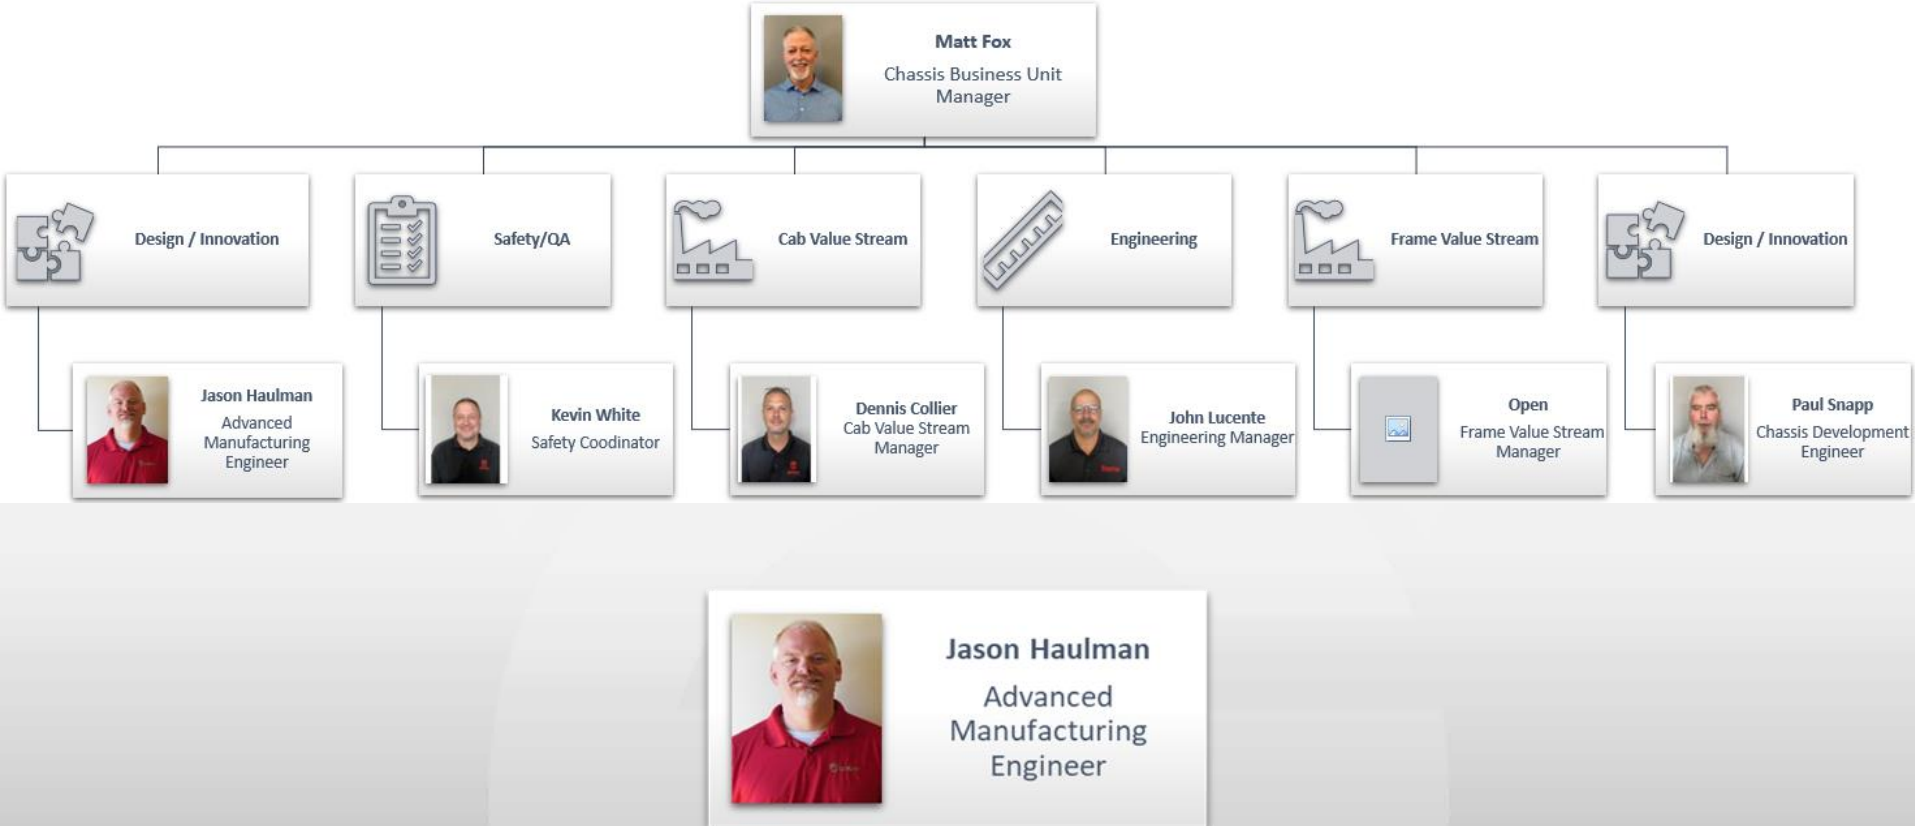 Matt Fox
Chassis Business Unit
Manager
Design / Innovation
Safety/QA
Cab Value Stream
Engineering
Frame Value Stream
Design / Innovation
Jason Haulman
Advanced
Manufacturing
Engineer
Kevin White
Safety Coodinator
Dennis Collier
Cab Value Stream
Manager
John Lucente
Engineering Manager
Open
Frame Value Stream
Manager
Paul Snapp
Chassis Development
Engineer
Jason Haulman
Advanced
Manufacturing
Engineer